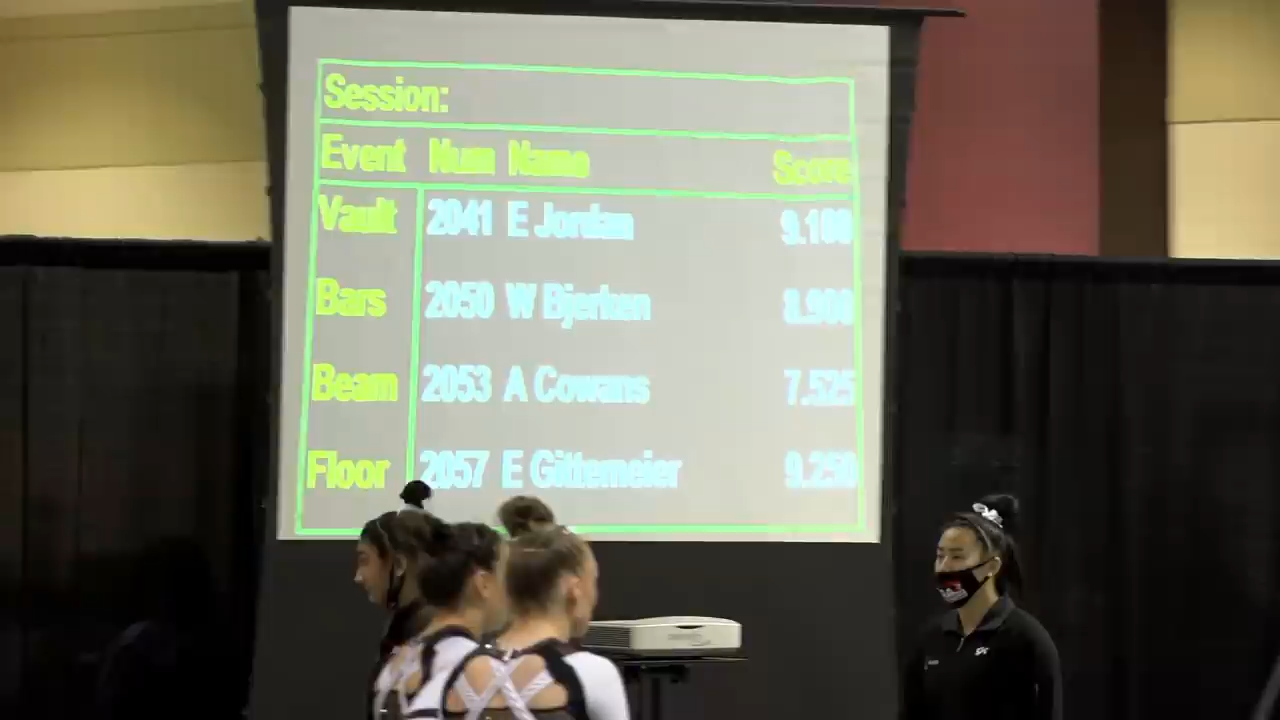 Session:
Event Num Name Score
Vault 2041 E Jordan 9.100
Bars 2050 W Bjerken 8.900
Beam 2053 A Cowans 7.525
Floor 2057 E Gittemeier 9.250